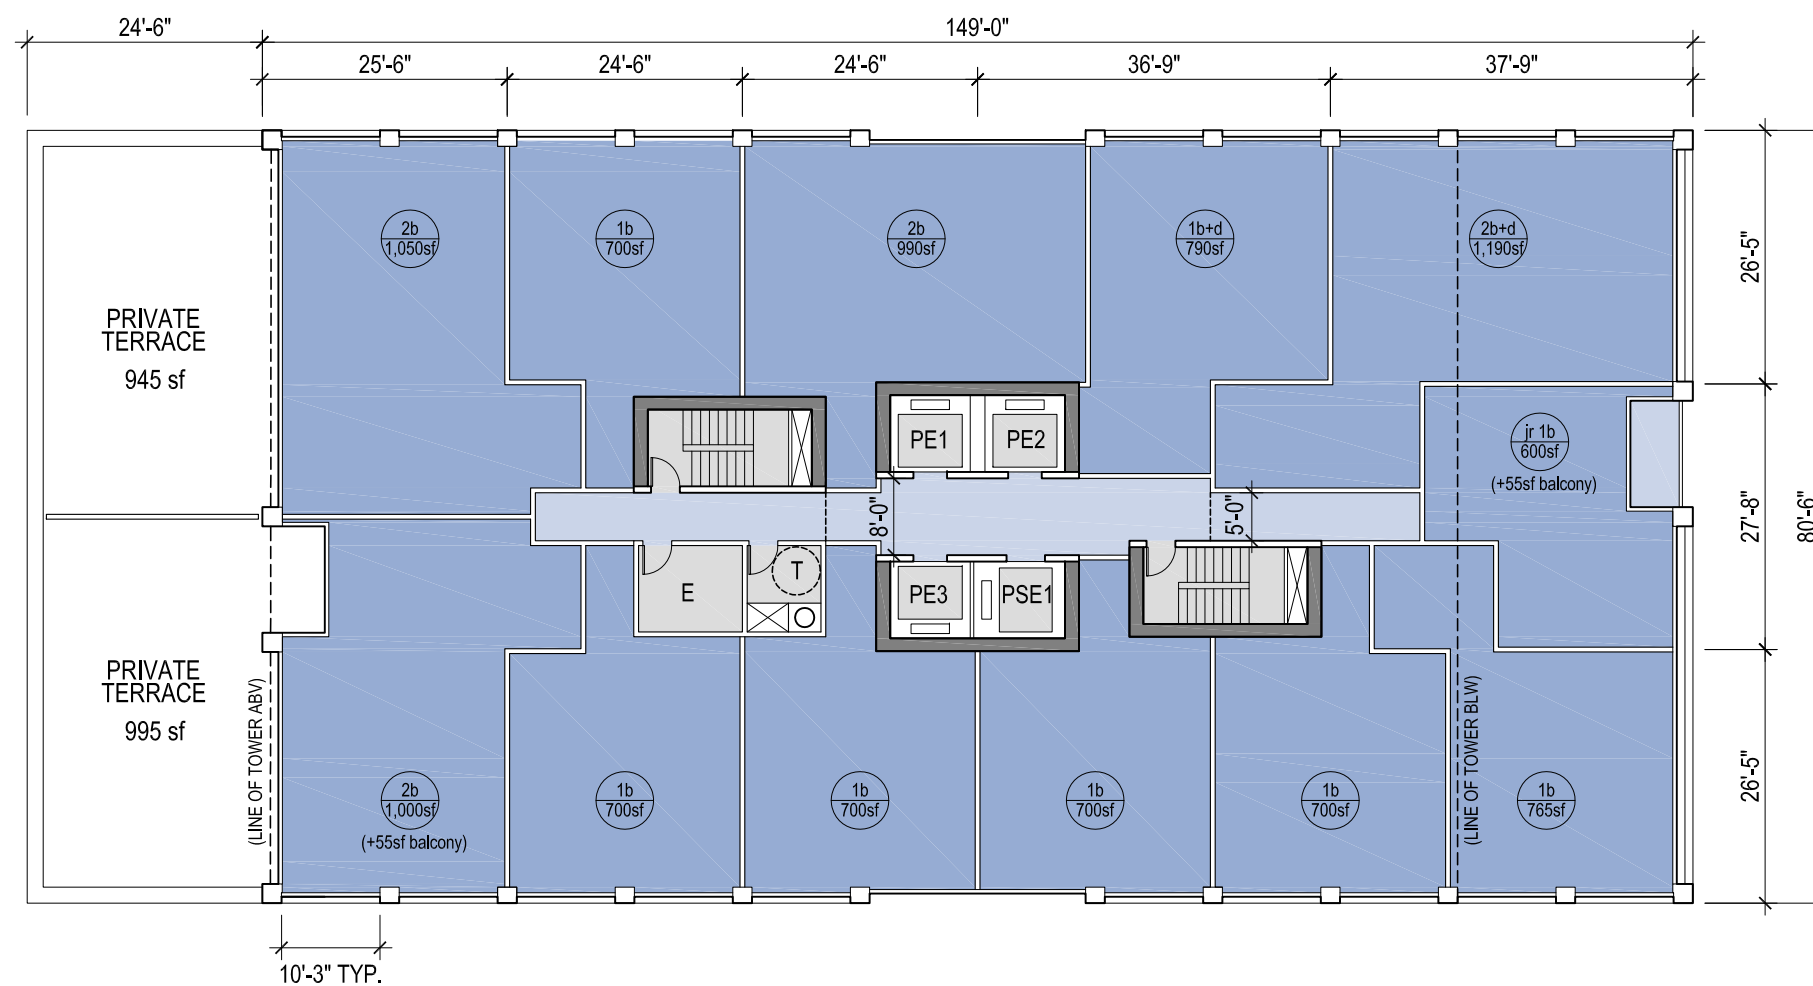 24'-6"
149'-0"
25'-6"
24'-6"
24'-6"
36'-9"
37'-9"
2b
1,050sf
1b
700sf
2b
990sf
1b+d
790sf
2b+d
1,190sf
26'-5"
PRIVATE
TERRACE
945 sf
PE1
PE2
jr 1b
600sf
(+55sf balcony)
8'-0"
5'-0"
27'-8"
80'-6"
E
T
PE3
PSE1
PRIVATE
TERRACE
995 sf
(LINE OF TOWER ABV)
(LINE OF TOWER BLW)
2b
1,000sf
(+55sf balcony)
1b
700sf
1b
700sf
1b
700sf
1b
700sf
1b
765sf
26'-5"
10'-3" TYP.